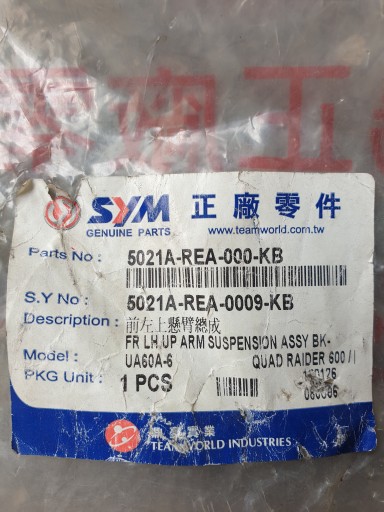 SYM 正廠零件
GENUINE PARTS www.teamworld.com.tw
Parts No : 5021A-REA-000-KB
S.Y No : 5021A-REA-0009-KB
Description : 前左上懸臂總成
FR LH,UP ARM SUSPENSION ASSY BK-
Model : UA60A-6 QUAD RAIDER 600 / I
PKG Unit : 1 PCS
TEAMWORLD INDUSTRIES